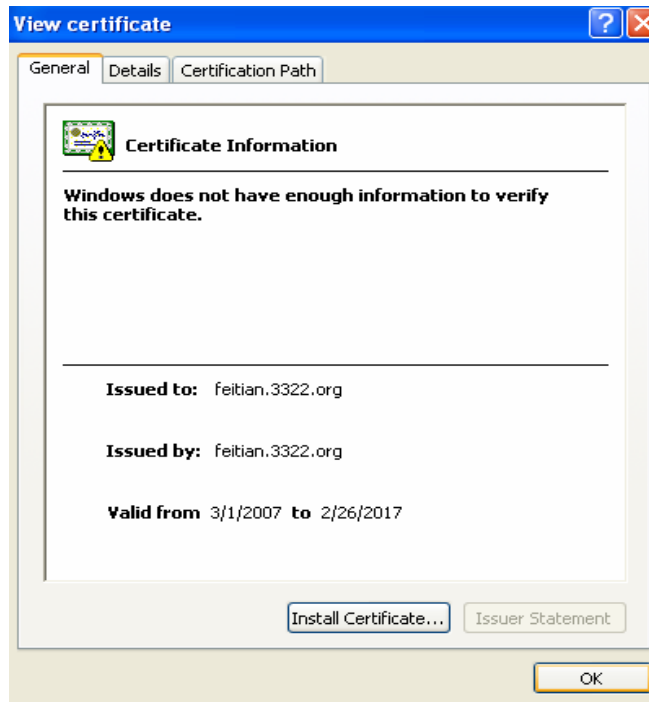 View certificate
General Details Certification Path
Certificate Information
Windows does not have enough information to verify
this certificate.
Issued to: feitian.3322.org
Issued by: feitian.3322.org
Valid from 3/1/2007 to 2/26/2017
Install Certificate... Issuer Statement
OK